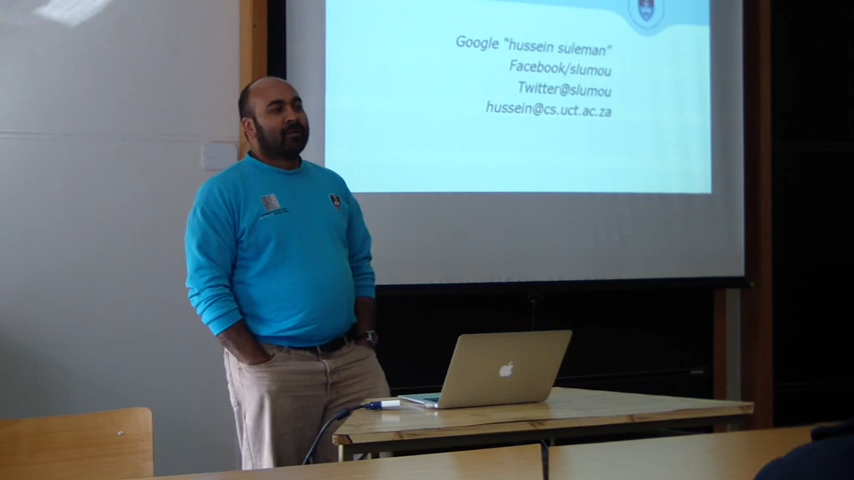 Google "hussein suleman"
Facebook/slumou
Twitter@slumou
hussein@cs.uct.ac.za